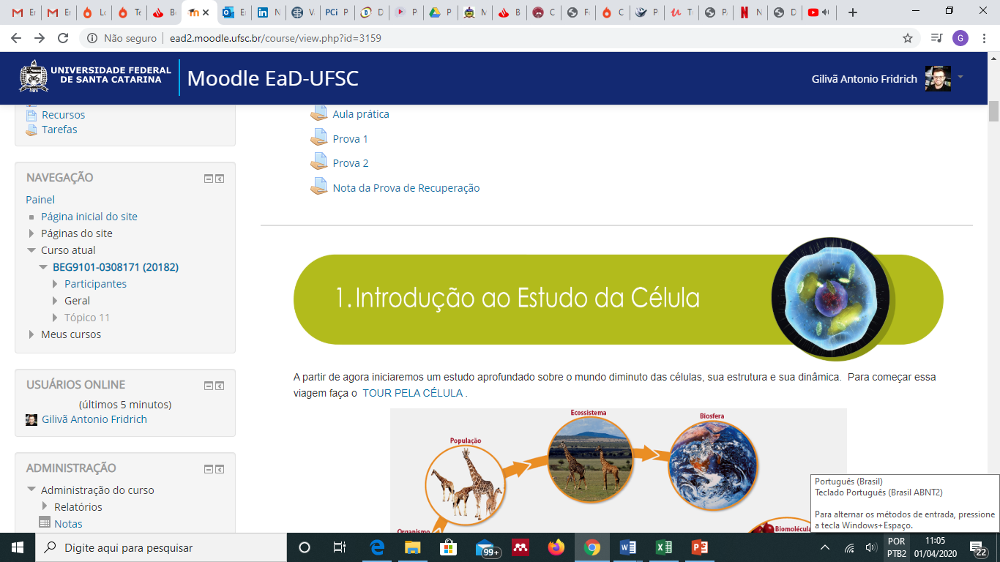 Não seguro
ead2.moodle.ufsc.br/course/view.php?id=3159
G
UNIVERSIDADE FEDERAL
DE SANTA CATARINA
Moodle EaD-UFSC
Gilivã Antonio Fridrich
Recursos
Tarefas
NAVEGAÇÃO
Painel
Página inicial do site
Páginas do site
Curso atual
BEG9101-0308171 (20182)
Participantes
Geral
Tópico 11
Meus cursos
USUÁRIOS ONLINE
(últimos 5 minutos)
Gilivã Antonio Fridrich
ADMINISTRAÇÃO
Administração do curso
Relatórios
Notas
Aula prática
Prova 1
Prova 2
Nota da Prova de Recuperação
1. Introdução ao Estudo da Célula
A partir de agora iniciaremos um estudo aprofundado sobre o mundo diminuto das células, sua estrutura e sua dinâmica. Para começar essa
viagem faça o TOUR PELA CÉLULA .
Ecossistema
Biosfera
População
Organismo
Biomolécula
Português (Brasil)
Teclado Português (Brasil ABNT2)
Para alternar os métodos de entrada, pressione
a tecla Windows+Espaço.
Digite aqui para pesquisar
99+
POR
PTB2
11:05
01/04/2020
22